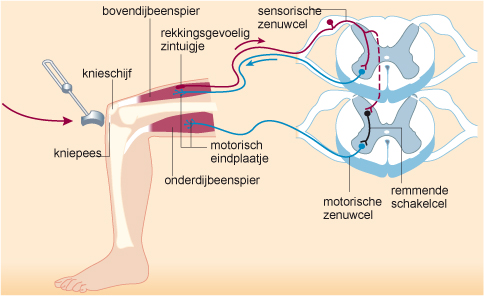 bovendijbeenspier
sensorische
zenuwcel
rekkingsgevoelig
zintuigje
knieschijf
kniepees
motorisch
eindplaatje
onderdijbeenspier
motorische
zenuwcel
remmende
schakelcel